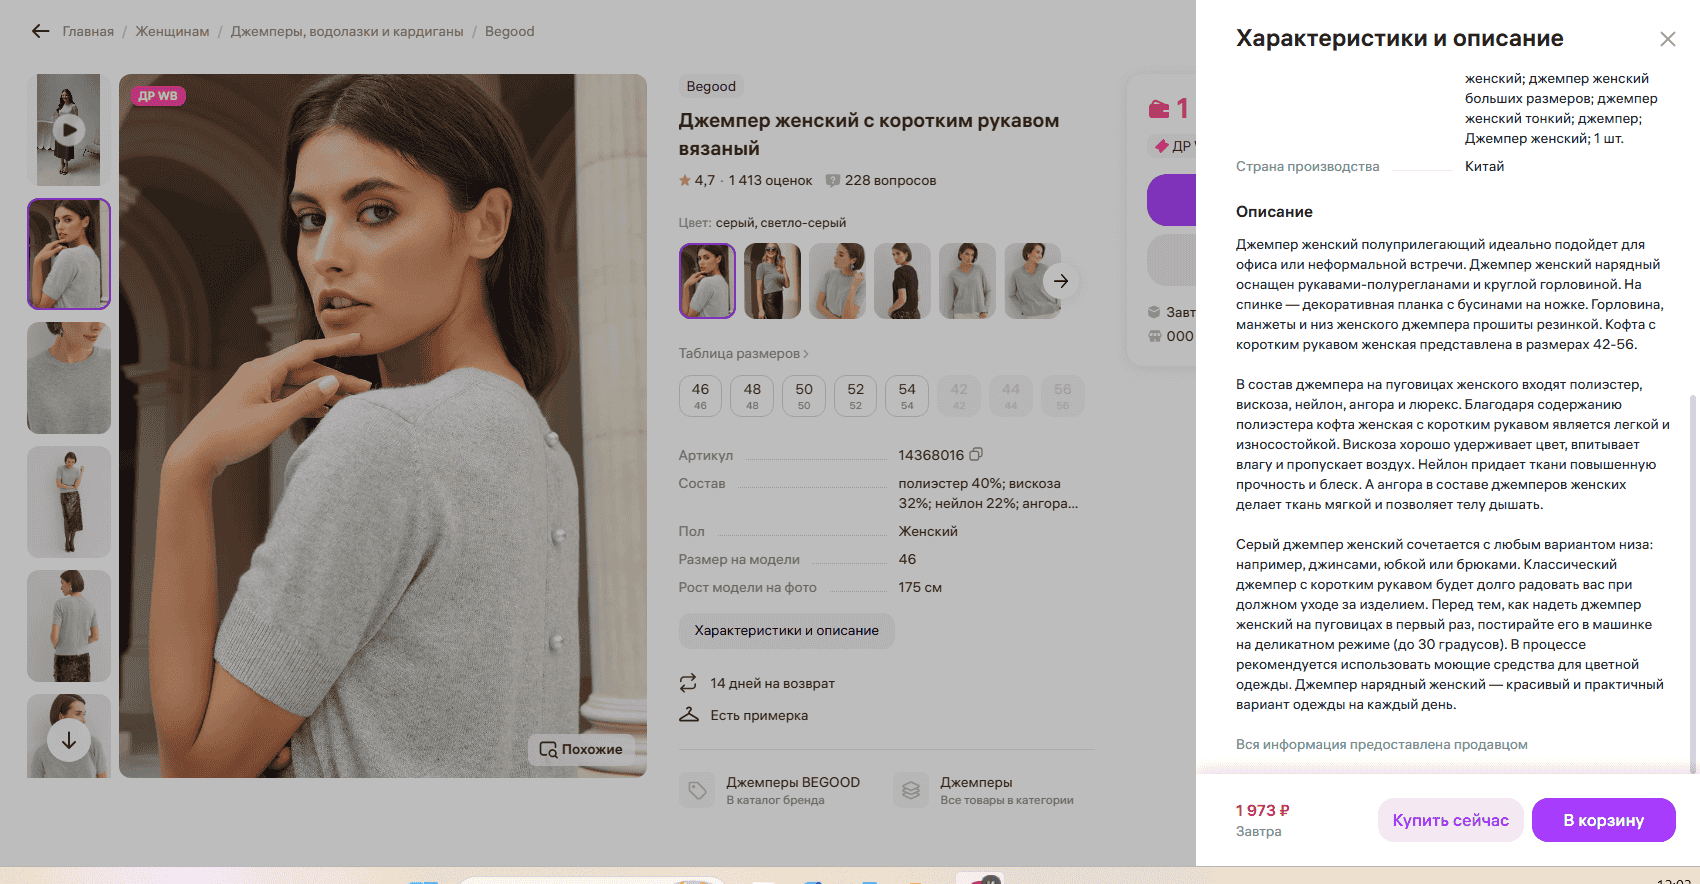 Главная / Женщинам / Джемперы, водолазки и кардиганы / Begood
ДР WB
Похожие
Begood
Джемпер женский с коротким рукавом
вязаный
4,7 · 1 413 оценок
228 вопросов
Цвет: серый, светло-серый
Таблица размеров
46 48 50 52 54 42 44 56
46 48 50 52 54 42 44 56
Артикул 14368016
Состав полиэстер 40%; вискоза
32%; нейлон 22%; ангора...
Пол Женский
Размер на модели 46
Рост модели на фото 175 см
Характеристики и описание
14 дней на возврат
Есть примерка
Джемперы BEGOOD
В каталог бренда
Джемперы
Все товары в категории
1
ДР
Завт
000
Характеристики и описание
женский; джемпер женский
больших размеров; джемпер
женский тонкий; джемпер;
Джемпер женский; 1 шт.
Страна производства Китай
Описание
Джемпер женский полуприлегающий идеально подойдет для
офиса или неформальной встречи. Джемпер женский нарядный
оснащен рукавами-полурегланами и круглой горловиной. На
спинке — декоративная планка с бусинами на ножке. Горловина,
манжеты и низ женского джемпера прошиты резинкой. Кофта с
коротким рукавом женская представлена в размерах 42-56.
В состав джемпера на пуговицах женского входят полиэстер,
вискоза, нейлон, ангора и люрекс. Благодаря содержанию
полиэстера кофта женская с коротким рукавом является легкой и
износостойкой. Вискоза хорошо удерживает цвет, впитывает
влагу и пропускает воздух. Нейлон придает ткани повышенную
прочность и блеск. А ангора в составе джемперов женских
делает ткань мягкой и позволяет телу дышать.
Серый джемпер женский сочетается с любым вариантом низа:
например, джинсами, юбкой или брюками. Классический
джемпер с коротким рукавом будет долго радовать вас при
должном уходе за изделием. Перед тем, как надеть джемпер
женский на пуговицах в первый раз, постирайте его в машинке
на деликатном режиме (до 30 градусов). В процессе
рекомендуется использовать моющие средства для цветной
одежды. Джемпер нарядный женский — красивый и практичный
вариант одежды на каждый день.
Вся информация предоставлена продавцом
1 973 ₽
Завтра
Купить сейчас
В корзину